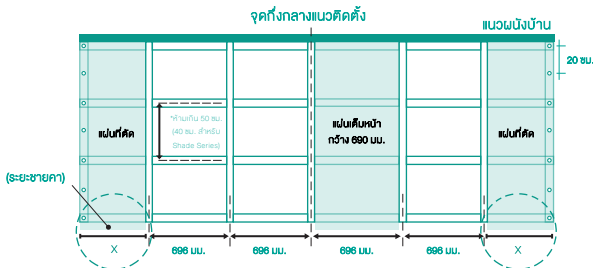 จุดกึ่งกลางแนวติดตั้ง
แนวผนังบ้าน
20 ซม.
*ห้ามเกิน 50 ซม.
(40 ซม. สำหรับ
Shade Series)
แผ่นที่ตัด
แผ่นเต็มหน้า
กว้าง 690 มม.
แผ่นที่ตัด
(ระยะชายคา)
X
696 มม.
696 มม.
696 มม.
696 มม.
X